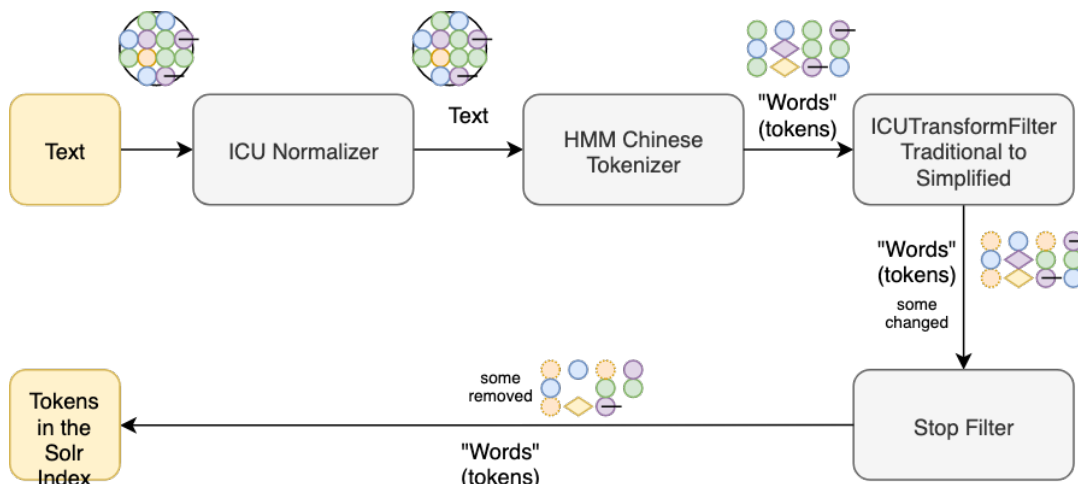 Text
ICU Normalizer
Text
HMM Chinese
Tokenizer
"Words"
(tokens)
ICUTransformFilter
Traditional to
Simplified
"Words"
(tokens)
some
changed
Stop Filter
some
removed
"Words"
(tokens)
Tokens
in the
Solr
Index